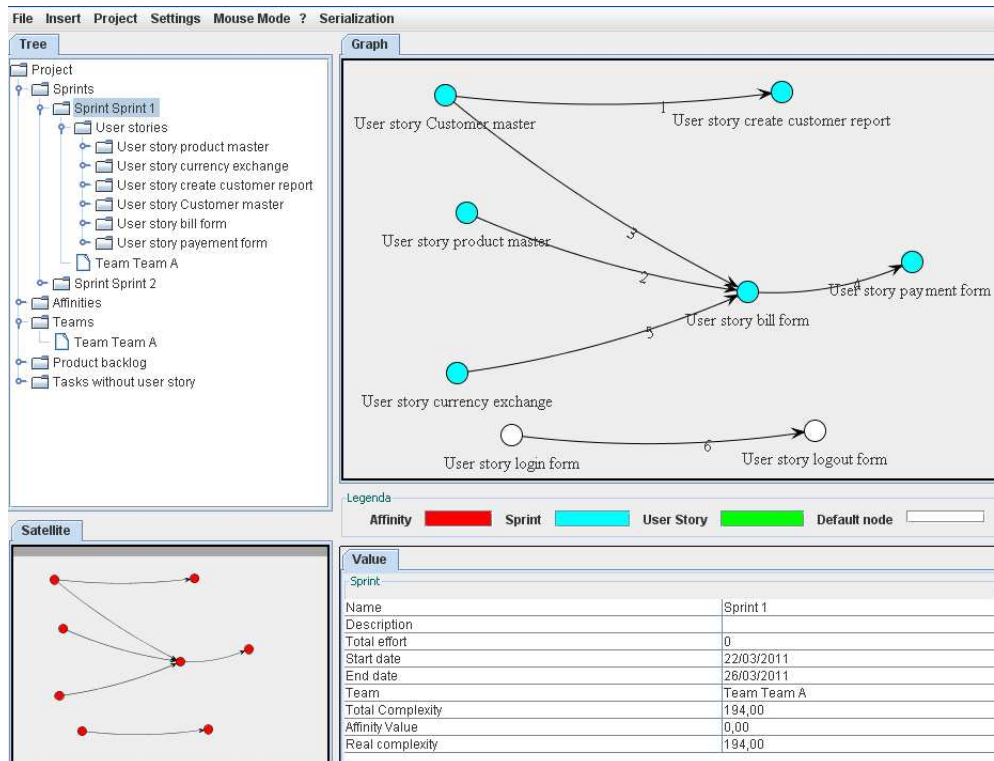 File Insert Project Settings Mouse Mode ? Serialization
Tree
Project
Sprints
Sprint Sprint 1
User stories
User story product master
User story currency exchange
User story create customer report
User story Customer master
User story bill form
User story payement form
Team Team A
Sprint Sprint 2
Affinities
Teams
Team Team A
Product backlog
Tasks without user story
Graph
1
User story Customer master
User story create customer report
3
User story product master
2
4
User story payment form
User story bill form
5
User story currency exchange
6
User story login form
User story logout form
Legenda
Affinity Sprint User Story Default node
Satellite
Value
Sprint
Name Sprint 1
Description
Total effort 0
Start date 22/03/2011
End date 26/03/2011
Team Team Team A
Total Complexity 194,00
Affinity Value 0,00
Real complexity 194,00